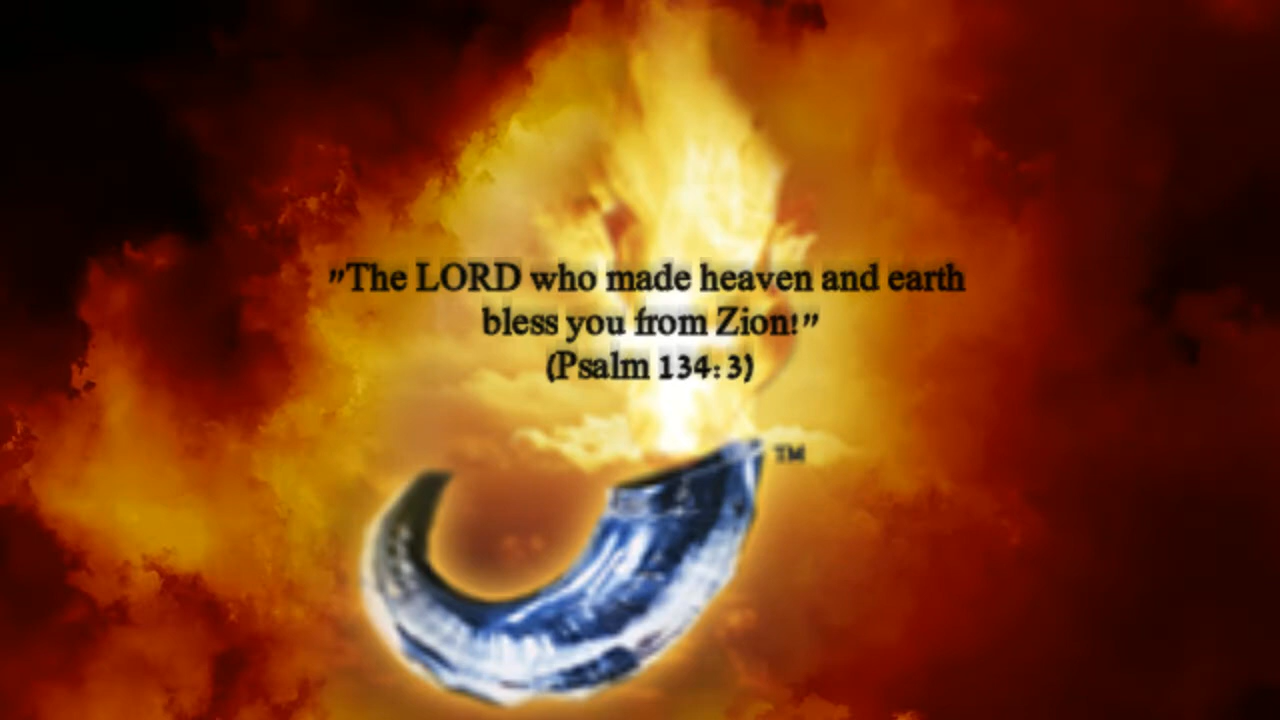 "The LORD who made heaven and earth
bless you from Zion!"
(Psalm 134:3)
TM